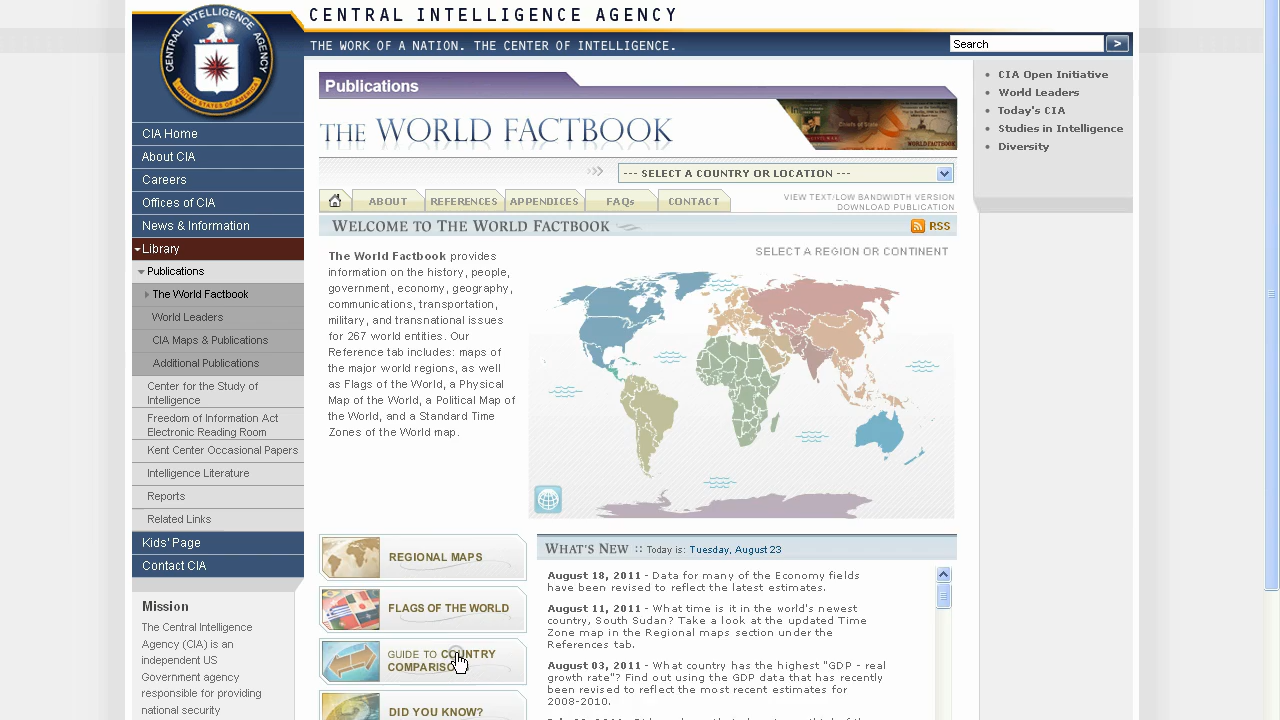 CENTRAL INTELLIGENCE AGENCY
CENTRAL INTELLIGENCE AGENCY
UNITED STATES OF AMERICA
THE WORK OF A NATION. THE CENTER OF INTELLIGENCE.
Search
>
CIA Home
About CIA
Careers
Offices of CIA
News & Information
Library
Publications
The World Factbook
World Leaders
CIA Maps & Publications
Additional Publications
Center for the Study of
Intelligence
Freedom of Information Act
Electronic Reading Room
Kent Center Occasional Papers
Intelligence Literature
Reports
Related Links
Kids' Page
Contact CIA
Mission
The Central Intelligence
Agency (CIA) is an
independent US
Government agency
responsible for providing
national security
Publications
THE WORLD FACTBOOK
Chiefs of State
WORLD FACTBOOK
--- SELECT A COUNTRY OR LOCATION ---
ABOUT
REFERENCES
APPENDICES
FAQs
CONTACT
VIEW TEXT/LOW BANDWIDTH VERSION
DOWNLOAD PUBLICATION
WELCOME TO THE WORLD FACTBOOK
RSS
The World Factbook provides
information on the history, people,
government, economy, geography,
communications, transportation,
military, and transnational issues
for 267 world entities. Our
Reference tab includes: maps of
the major world regions, as well
as Flags of the World, a Physical
Map of the World, a Political Map of
the World, and a Standard Time
Zones of the World map.
SELECT A REGION OR CONTINENT
REGIONAL MAPS
FLAGS OF THE WORLD
GUIDE TO COUNTRY
DID YOU KNOW?
WHAT'S NEW :: Today is: Tuesday, August 23
August 18, 2011 - Data for many of the Economy fields
have been revised to reflect the latest estimates.
August 11, 2011 - What time is it in the world's newest
country, South Sudan? Take a look at the updated Time
Zone map in the Regional maps section under the
References tab.
August 03, 2011 - What country has the highest "GDP - real
growth rate"? Find out using the GDP data that has recently
been revised to reflect the most recent estimates for
2008-2010.
CIA Open Initiative
World Leaders
Today's CIA
Studies in Intelligence
Diversity